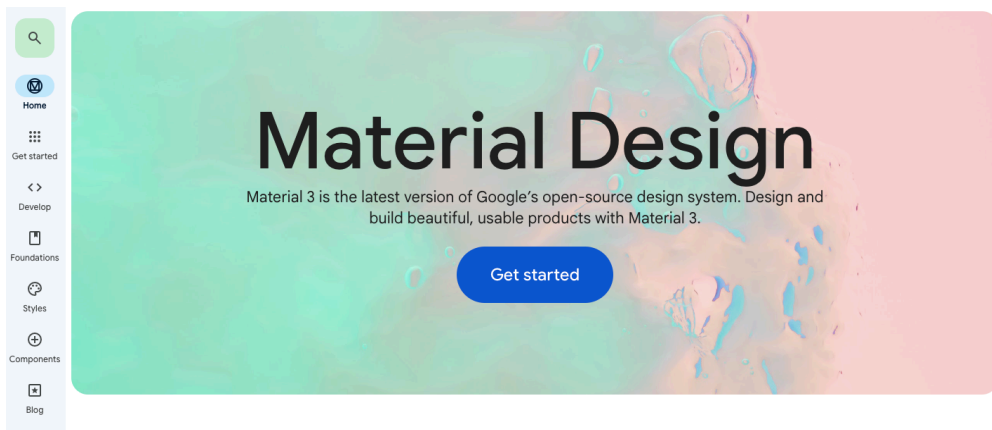 Home
Get started
Develop
Foundations
Styles
Components
Blog
Material Design
Material 3 is the latest version of Google’s open-source design system. Design and
build beautiful, usable products with Material 3.
Get started